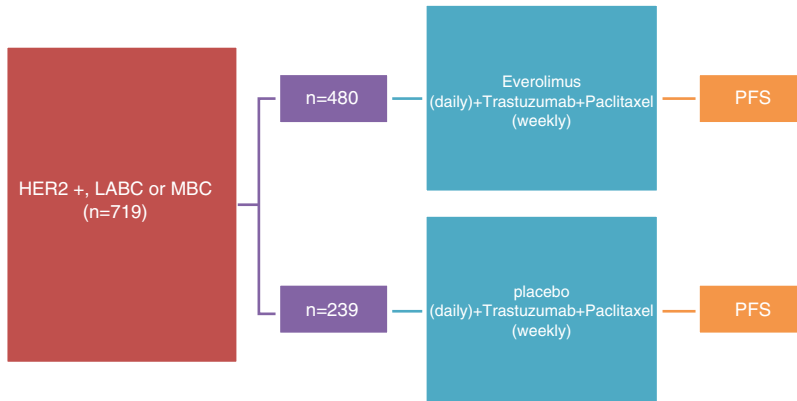 HER2 +, LABC or MBC
(n=719)
n=480
Everolimus
(daily)+Trastuzumab+Paclitaxel
(weekly)
PFS
n=239
placebo
(daily)+Trastuzumab+Paclitaxel
(weekly)
PFS